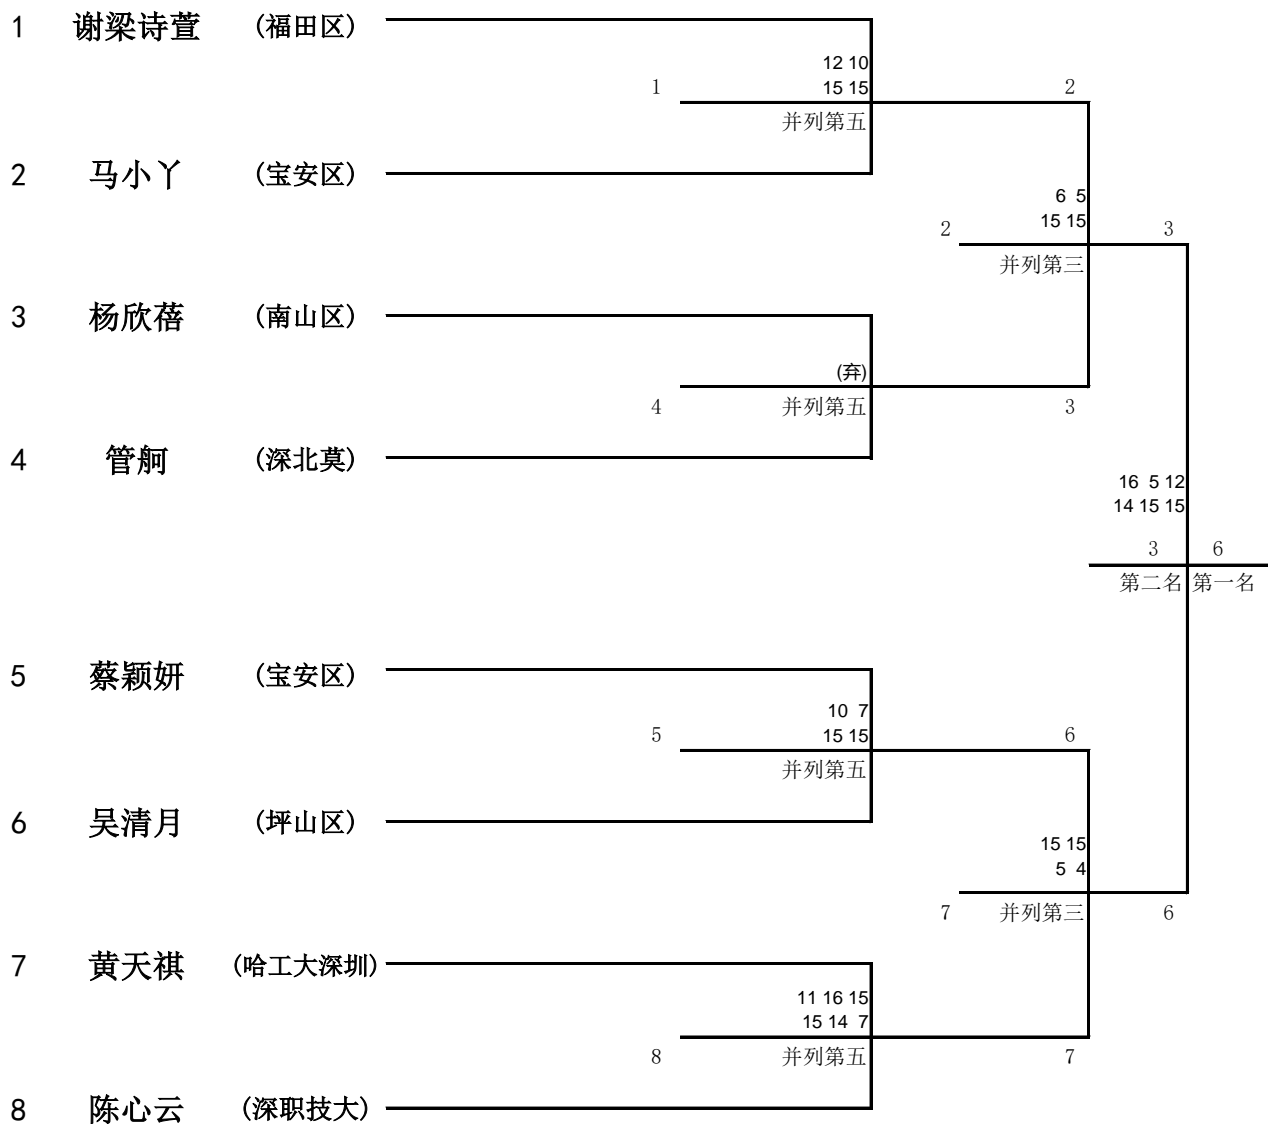 1 谢梁诗萱 (福田区)
12 10
1 15 15 2
并列第五
2 马小丫 (宝安区)
6 5
2 15 15 3
并列第三
3 杨欣蓓 (南山区)
(弃)
4 并列第五 3
4 管舸 (深北莫)
16 5 12
14 15 15
3 6
第二名 第一名
5 蔡颖妍 (宝安区)
10 7
5 15 15 6
并列第五
6 吴清月 (坪山区)
15 15
5 4
7 并列第三 6
7 黄天祺 (哈工大深圳)
11 16 15
15 14 7
8 并列第五 7
8 陈心云 (深职技大)